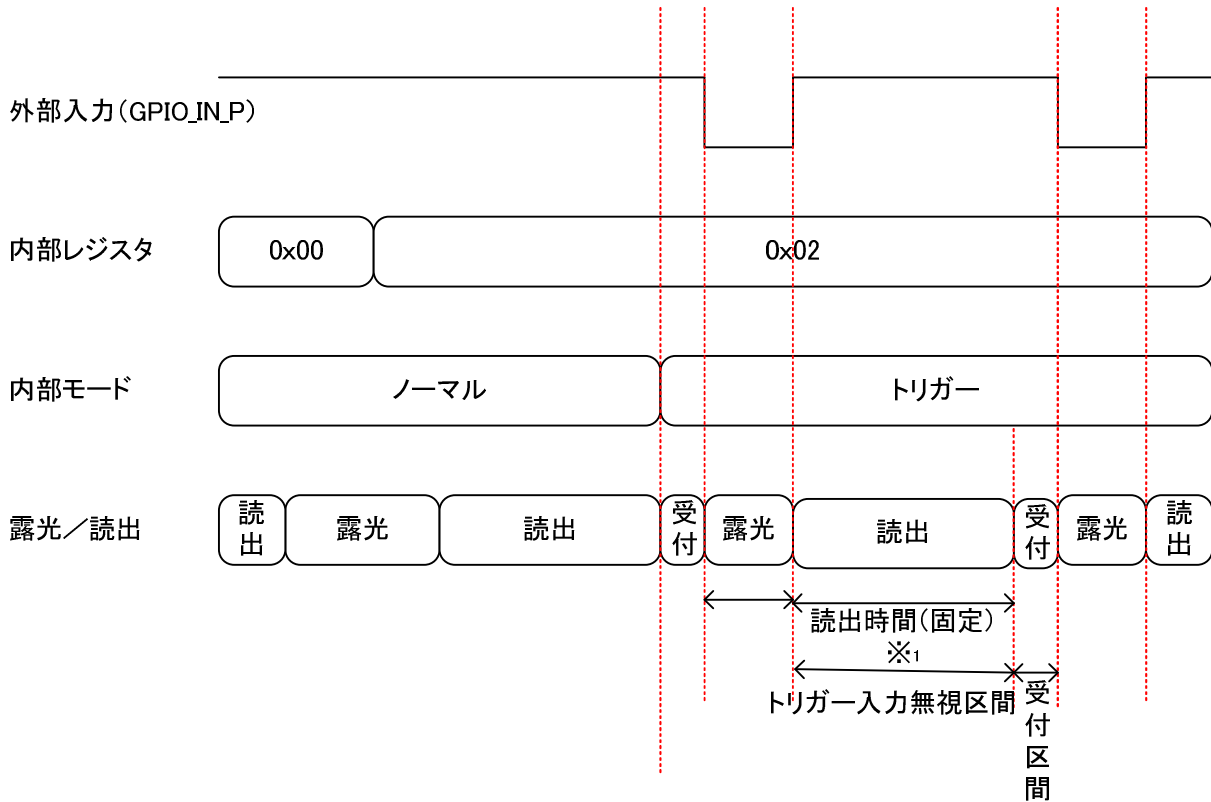 外部入力(GPIO_IN_P)
内部レジスタ
0x00
0x02
内部モード
ノーマル
トリガー
露光／読出
読出
露光
読出
受付
露光
読出
受付
露光
読出
読出時間(固定)
※1
トリガー入力無視区間
受付区間